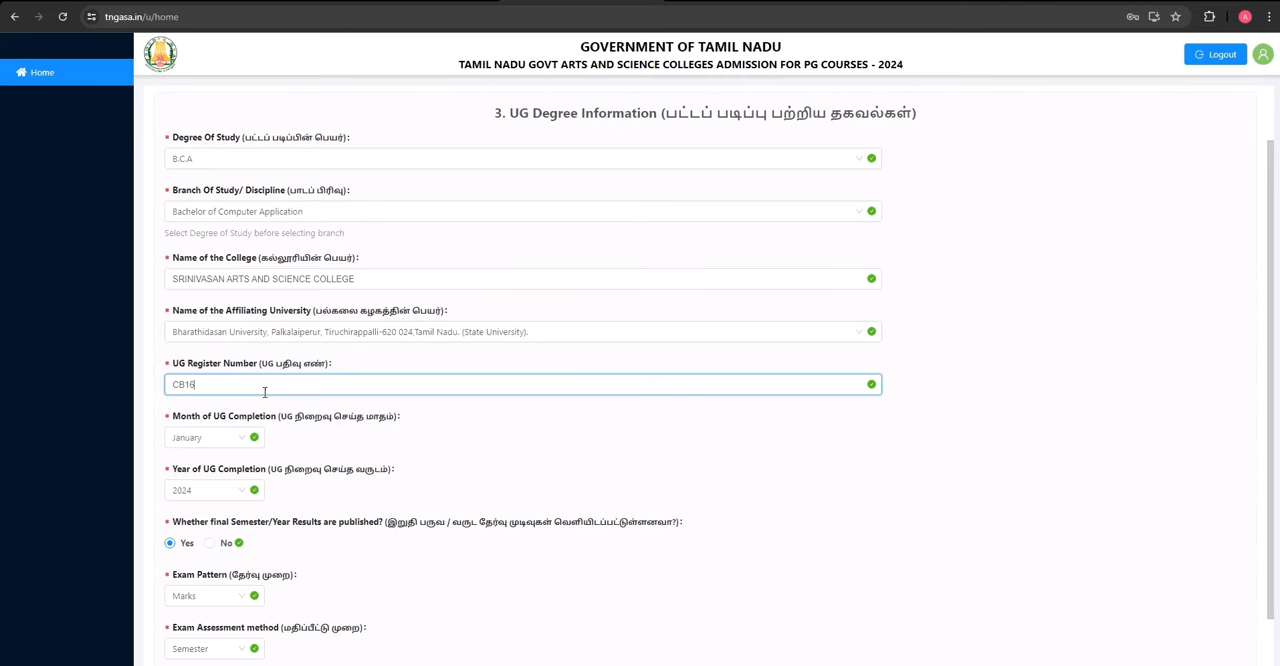 tngasa.in/u/home
A
GOVERNMENT OF TAMIL NADU
TAMIL NADU GOVT ARTS AND SCIENCE COLLEGES ADMISSION FOR PG COURSES - 2024
Logout
Home
3. UG Degree Information (பட்டப் படிப்பு பற்றிய தகவல்கள்)
* Degree Of Study (பட்டப் படிப்பின் பெயர்) :
B.C.A
* Branch Of Study/ Discipline (பாடப் பிரிவு) :
Bachelor of Computer Application
Select Degree of Study before selecting branch
* Name of the College (கல்லூரியின் பெயர்) :
SRINIVASAN ARTS AND SCIENCE COLLEGE
* Name of the Affiliating University (பல்கலை கழகத்தின் பெயர்) :
Bharathidasan University, Palkalaiperur, Tiruchirappalli-620 024,Tamil Nadu. (State University).
* UG Register Number (UG பதிவு எண்) :
CB16
* Month of UG Completion (UG நிறைவு செய்த மாதம்) :
January
* Year of UG Completion (UG நிறைவு செய்த வருடம்) :
2024
* Whether final Semester/Year Results are published? (இறுதி பருவ / வருட தேர்வு முடிவுகள் வெளியிடப்பட்டுள்ளனவா?) :
Yes No
* Exam Pattern (தேர்வு முறை) :
Marks
* Exam Assessment method (மதிப்பீட்டு முறை) :
Semester